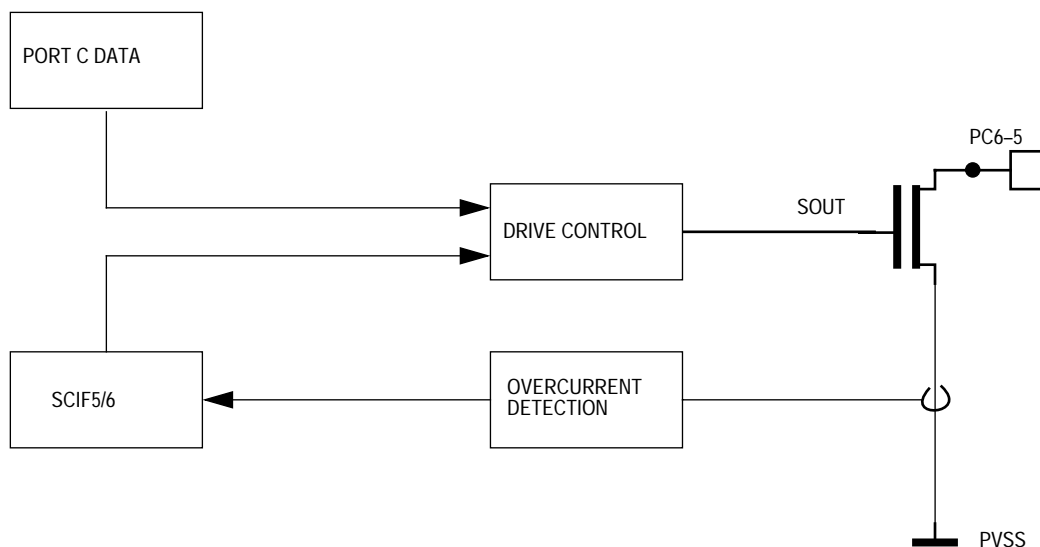 PORT C DATA
PC6–5
SOUT
DRIVE CONTROL
SCIF5/6
OVERCURRENT
DETECTION
PVSS